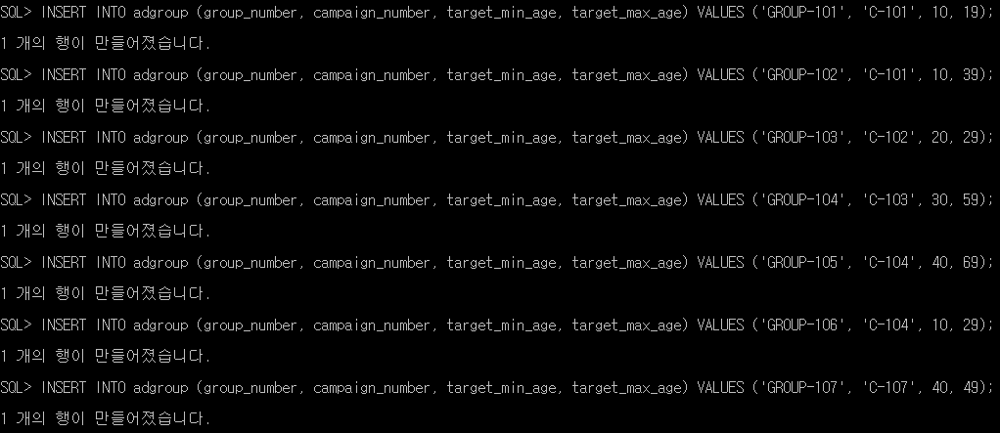 SQL> INSERT INTO adgroup (group_number, campaign_number, target_min_age, target_max_age) VALUES ('GROUP-101', 'C-101', 10, 19);
1 개의 행이 만들어졌습니다.
SQL> INSERT INTO adgroup (group_number, campaign_number, target_min_age, target_max_age) VALUES ('GROUP-102', 'C-101', 10, 39);
1 개의 행이 만들어졌습니다.
SQL> INSERT INTO adgroup (group_number, campaign_number, target_min_age, target_max_age) VALUES ('GROUP-103', 'C-102', 20, 29);
1 개의 행이 만들어졌습니다.
SQL> INSERT INTO adgroup (group_number, campaign_number, target_min_age, target_max_age) VALUES ('GROUP-104', 'C-103', 30, 59);
1 개의 행이 만들어졌습니다.
SQL> INSERT INTO adgroup (group_number, campaign_number, target_min_age, target_max_age) VALUES ('GROUP-105', 'C-104', 40, 69);
1 개의 행이 만들어졌습니다.
SQL> INSERT INTO adgroup (group_number, campaign_number, target_min_age, target_max_age) VALUES ('GROUP-106', 'C-104', 10, 29);
1 개의 행이 만들어졌습니다.
SQL> INSERT INTO adgroup (group_number, campaign_number, target_min_age, target_max_age) VALUES ('GROUP-107', 'C-107', 40, 49);
1 개의 행이 만들어졌습니다.